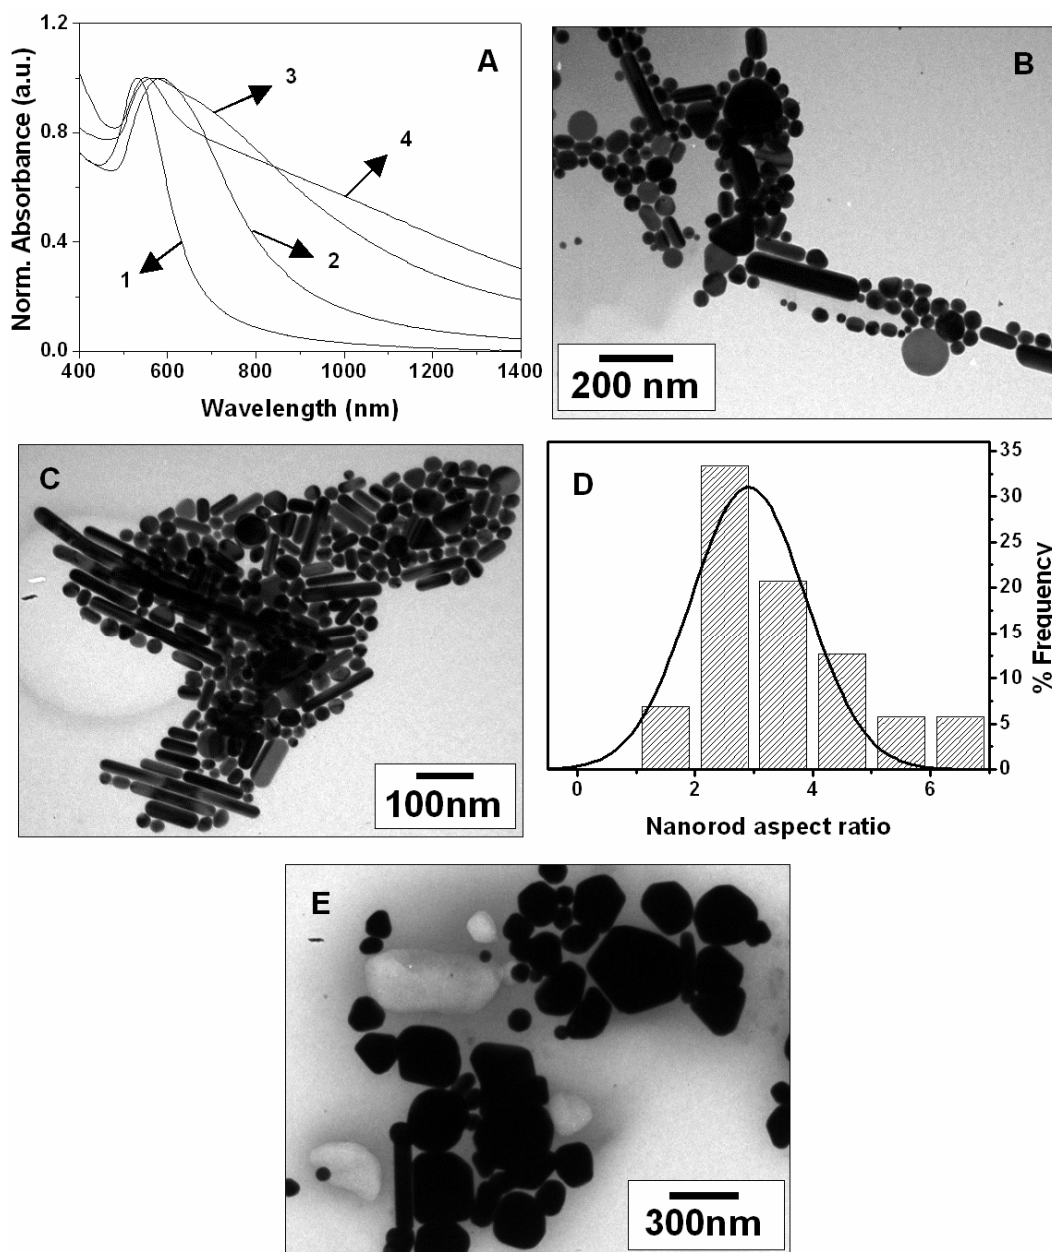 A
Norm. Absorbance (a.u.)
1.2
0.8
0.4
0.0
1
2
3
4
400 600 800 1000 1200 1400
Wavelength (nm)
B
200 nm
C
100nm
D
35
30
25
20
15
10
5
0
% Frequency
0 2 4 6
Nanorod aspect ratio
E
300nm